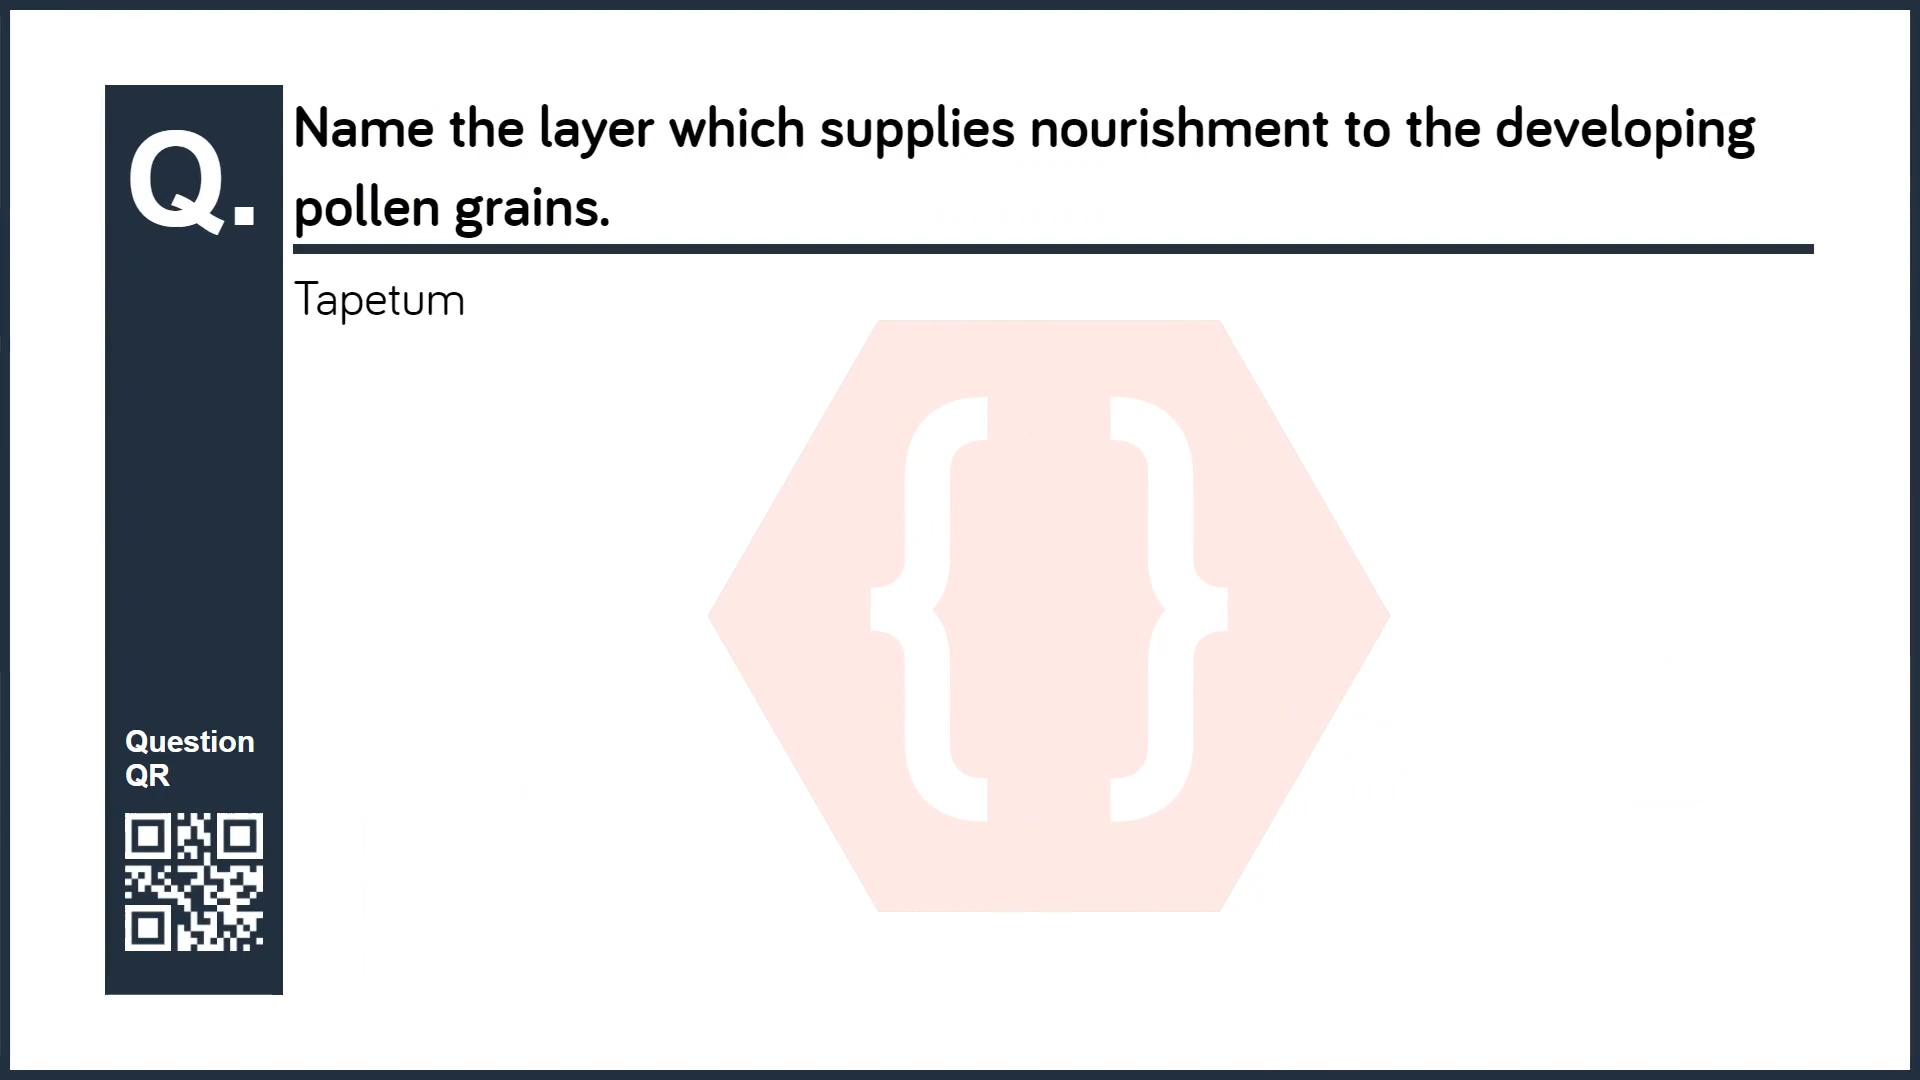 Q.
Name the layer which supplies nourishment to the developing
pollen grains.
Tapetum
{ }
Question
QR